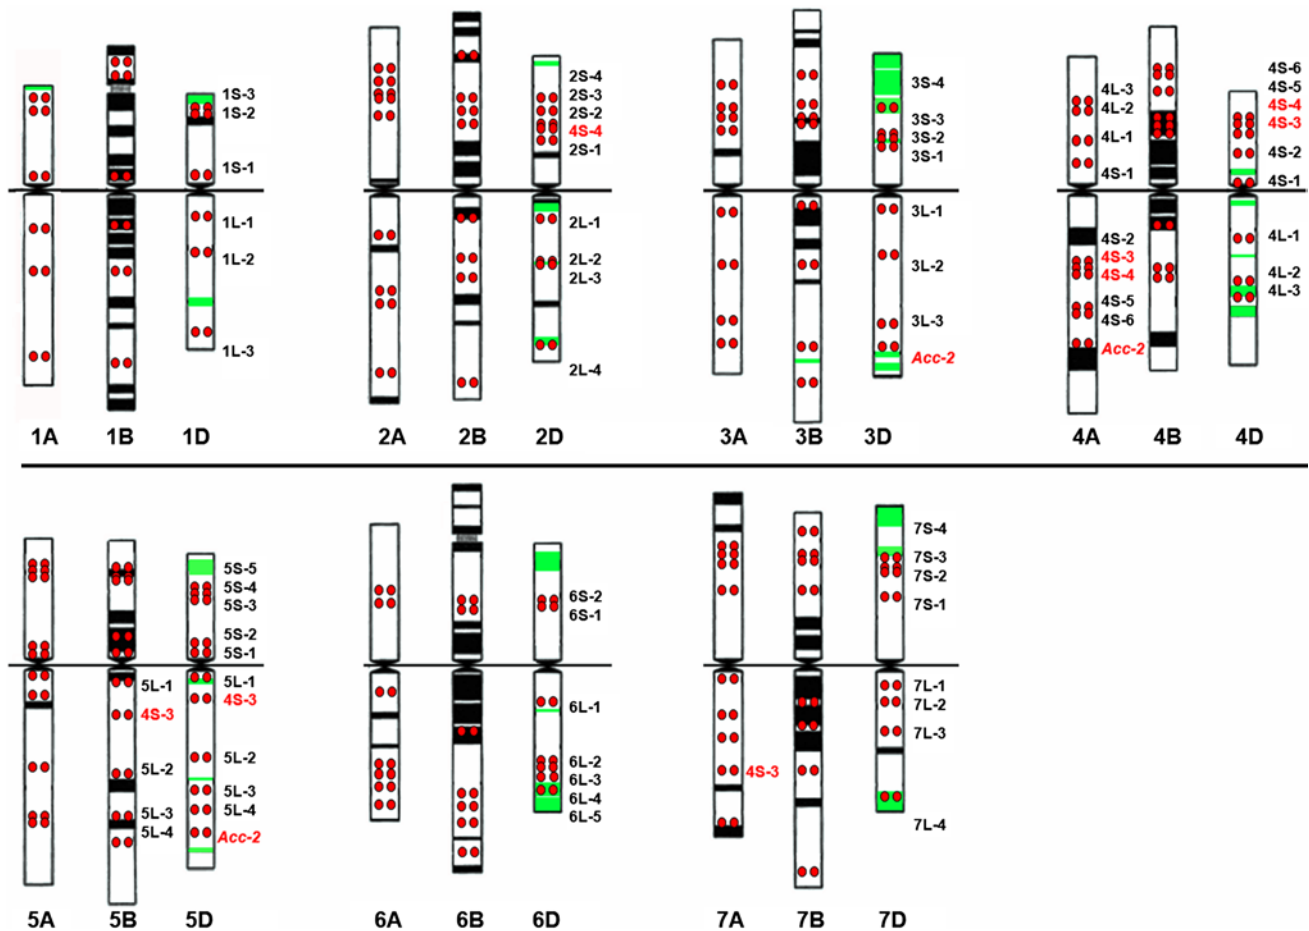 1S-3
1S-2
1S-1
1L-1
1L-2
1L-3
1A 1B 1D
2S-4
2S-3
2S-2
4S-4
2S-1
2L-1
2L-2
2L-3
2L-4
2A 2B 2D
3S-4
3S-3
3S-2
3S-1
3L-1
3L-2
3L-3
Acc-2
3A 3B 3D
4L-3
4L-2
4L-1
4S-1
4S-2
4S-3
4S-4
4S-5
4S-6
Acc-2
4S-6
4S-5
4S-4
4S-3
4S-2
4S-1
4L-1
4L-2
4L-3
4A 4B 4D
5L-1
4S-3
5L-2
5L-3
5L-4
5S-5
5S-4
5S-3
5S-2
5S-1
5L-1
4S-3
5L-2
5L-3
5L-4
Acc-2
5A 5B 5D
6S-2
6S-1
6L-1
6L-2
6L-3
6L-4
6L-5
6A 6B 6D
4S-3
7S-4
7S-3
7S-2
7S-1
7L-1
7L-2
7L-3
7L-4
7A 7B 7D